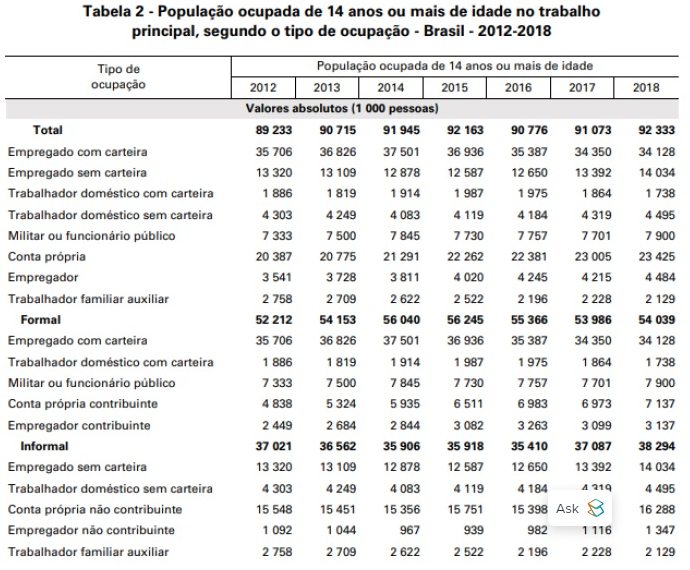 Tabela 2 - População ocupada de 14 anos ou mais de idade no trabalho
principal, segundo o tipo de ocupação - Brasil - 2012-2018
Tipo de ocupação População ocupada de 14 anos ou mais de idade
2012 2013 2014 2015 2016 2017 2018
Valores absolutos (1 000 pessoas)
Total 89 233 90 715 91 945 92 163 90 776 91 073 92 333
Empregado com carteira 35 706 36 826 37 501 36 936 35 387 34 350 34 128
Empregado sem carteira 13 320 13 109 12 878 12 587 12 650 13 392 14 034
Trabalhador doméstico com carteira 1 886 1 819 1 914 1 987 1 975 1 864 1 738
Trabalhador doméstico sem carteira 4 303 4 249 4 083 4 119 4 184 4 319 4 495
Militar ou funcionário público 7 333 7 500 7 845 7 730 7 757 7 701 7 900
Conta própria 20 387 20 775 21 291 22 262 22 381 23 005 23 425
Empregador 3 541 3 728 3 811 4 020 4 245 4 215 4 484
Trabalhador familiar auxiliar 2 758 2 709 2 622 2 522 2 196 2 228 2 129
Formal 52 212 54 153 56 040 56 245 55 366 53 986 54 039
Empregado com carteira 35 706 36 826 37 501 36 936 35 387 34 350 34 128
Trabalhador doméstico com carteira 1 886 1 819 1 914 1 987 1 975 1 864 1 738
Militar ou funcionário público 7 333 7 500 7 845 7 730 7 757 7 701 7 900
Conta própria contribuinte 4 838 5 324 5 935 6 511 6 983 6 973 7 137
Empregador contribuinte 2 449 2 684 2 844 3 082 3 263 3 099 3 137
Informal 37 021 36 562 35 906 35 918 35 410 37 087 38 294
Empregado sem carteira 13 320 13 109 12 878 12 587 12 650 13 392 14 034
Trabalhador doméstico sem carteira 4 303 4 249 4 083 4 119 4 184 4 319 4 495
Conta própria não contribuinte 15 548 15 451 15 356 15 751 15 398 Ask 16 288
Empregador não contribuinte 1 092 1 044 967 939 982 1 116 1 347
Trabalhador familiar auxiliar 2 758 2 709 2 622 2 522 2 196 2 228 2 129